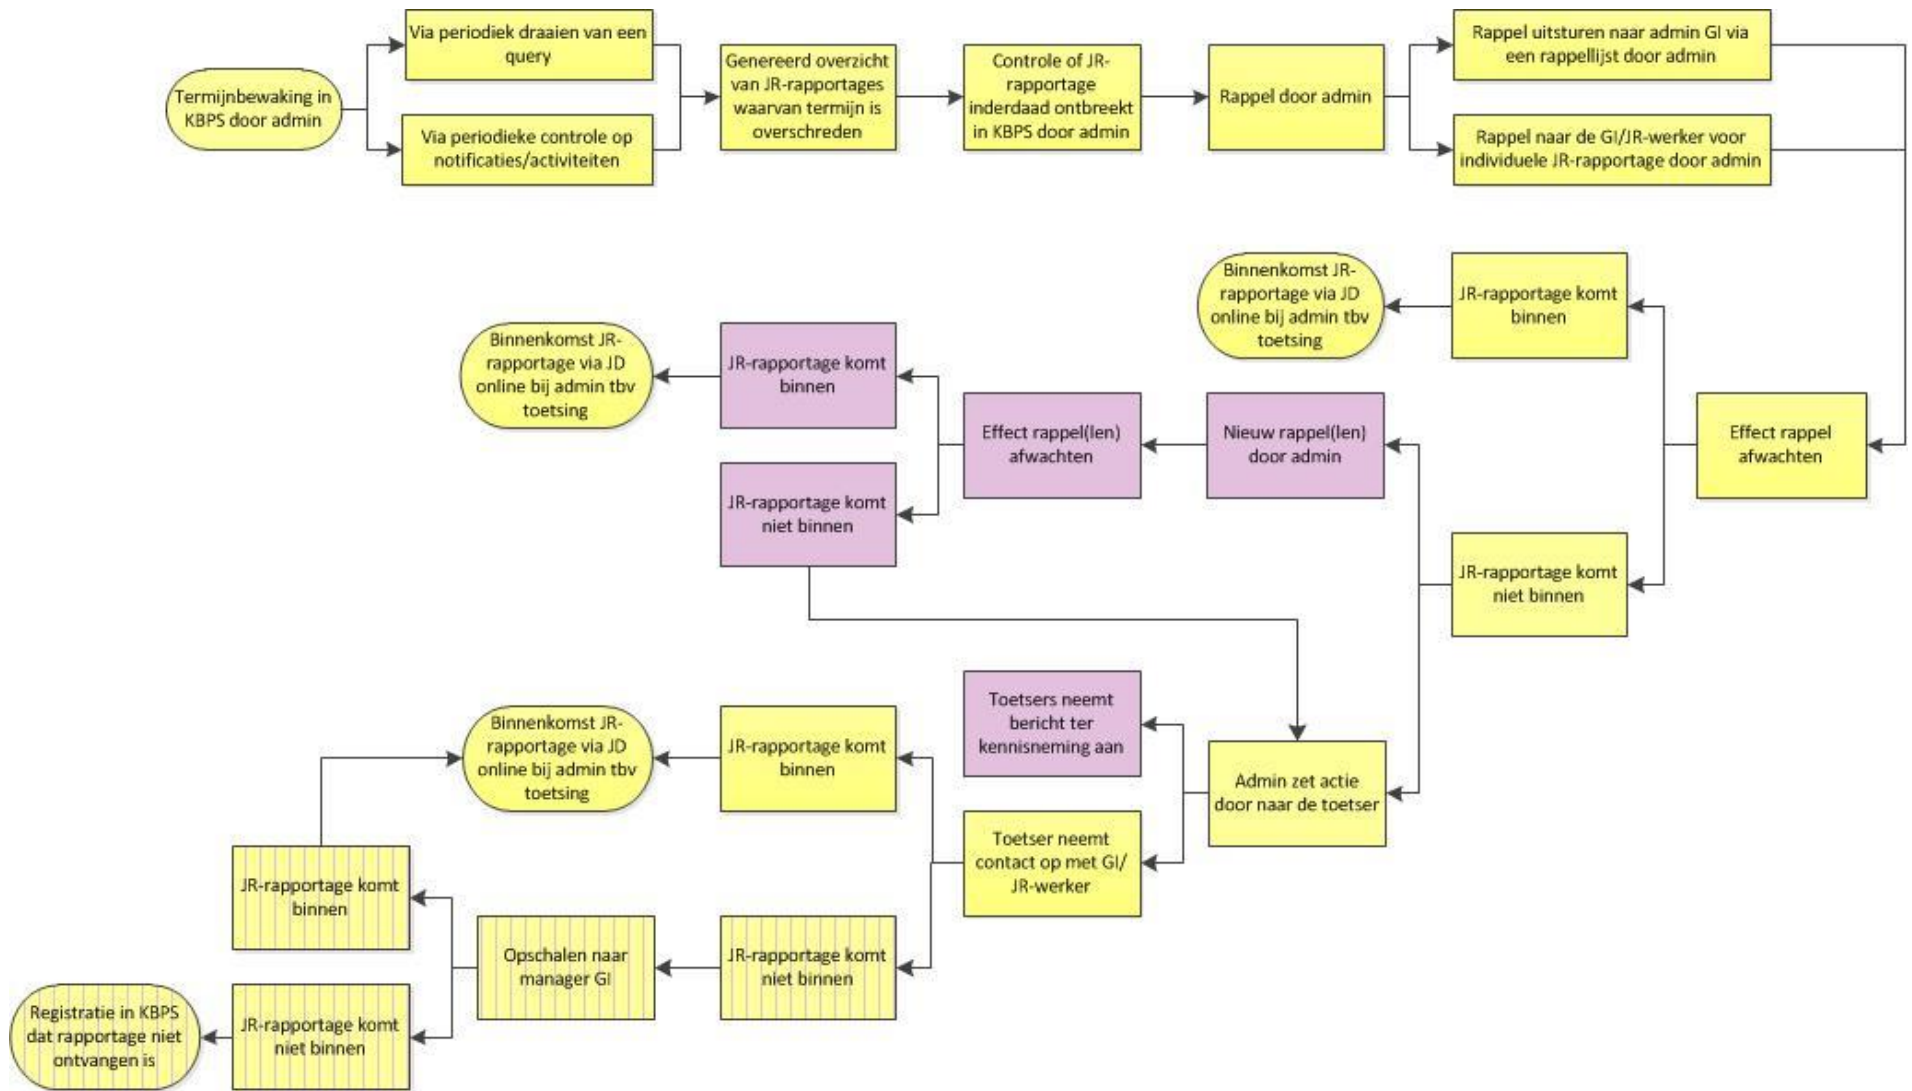 Termijnbewaking in
KBPS door admin
Via periodiek draaien van een
query
Via periodieke controle op
notificaties/activiteiten
Genereerd overzicht
van JR-rapportages
waarvan termijn is
overschreden
Controle of JR-
rapportage
inderdaad ontbreekt
in KBPS door admin
Rappel door admin
Rappel uitsturen naar admin GI via
een rappellijst door admin
Rappel naar de GI/JR-werker voor
individuele JR-rapportage door admin
Effect rappel
afwachten
JR-rapportage komt
binnen
Binnenkomst JR-
rapportage via JD
online bij admin tbv
toetsing
JR-rapportage komt
niet binnen
Nieuw rappel(len)
door admin
Effect rappel(len)
afwachten
JR-rapportage komt
binnen
Binnenkomst JR-
rapportage via JD
online bij admin tbv
toetsing
JR-rapportage komt
niet binnen
Admin zet actie
door naar de toetser
Toetsers neemt
bericht ter
kennisneming aan
Toetser neemt
contact op met GI/
JR-werker
JR-rapportage komt
binnen
Binnenkomst JR-
rapportage via JD
online bij admin tbv
toetsing
JR-rapportage komt
niet binnen
Opschalen naar
manager GI
JR-rapportage komt
binnen
JR-rapportage komt
niet binnen
Registratie in KBPS
dat rapportage niet
ontvangen is